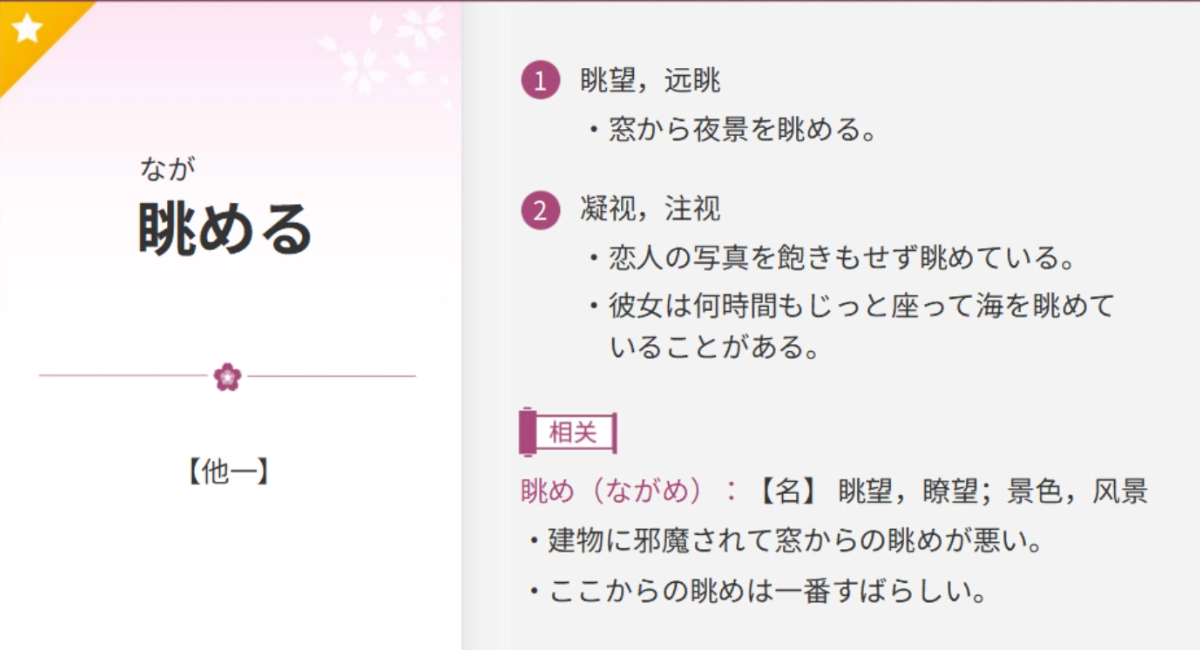 なが
眺める
【他一】
1 眺望，远眺
・窓から夜景を眺める。
2 凝视，注视
・恋人の写真を飽きもせず眺めている。
・彼女は何時間もじっと座って海を眺めて
いることがある。
相关
眺め（ながめ）：【名】 眺望，瞭望；景色，风景
・建物に邪魔されて窓からの眺めが悪い。
・ここからの眺めは一番すばらしい。